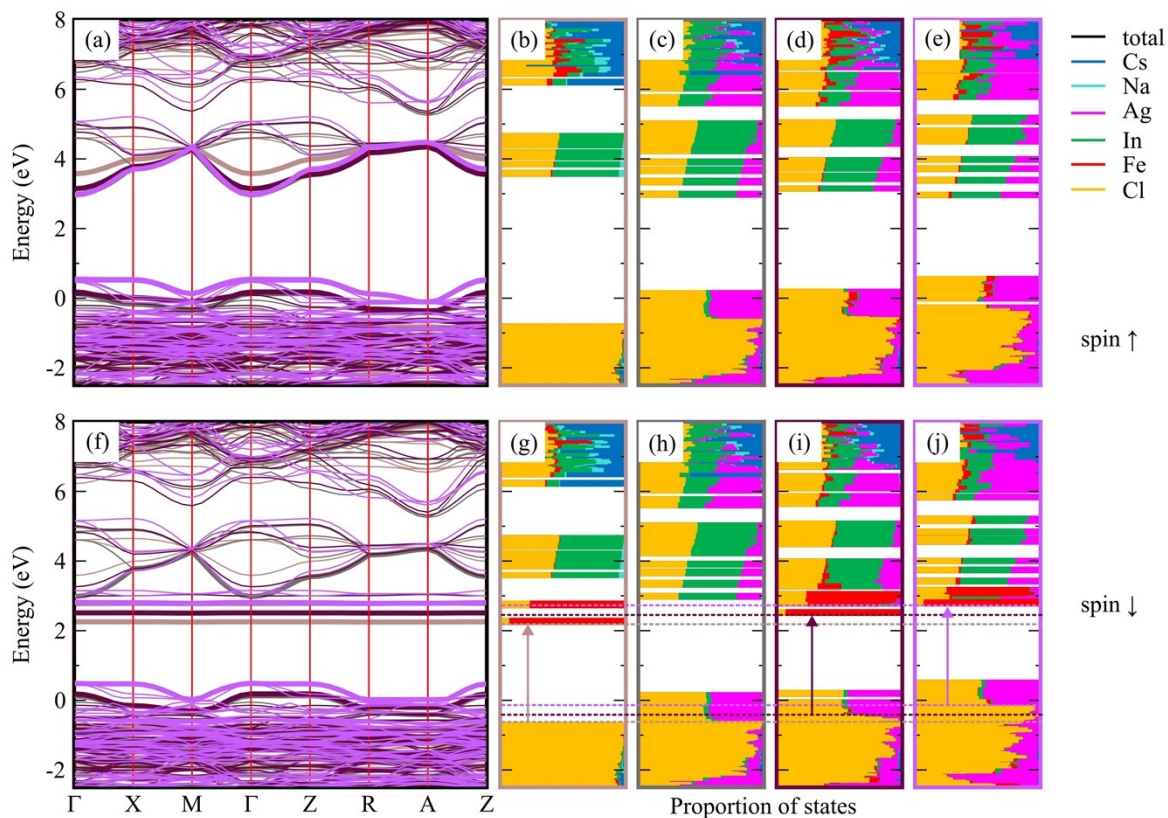 (a)
(b)
(c)
(d)
(e)
8
6
4
2
0
-2
Energy (eV)
total
Cs
Na
Ag
In
Fe
Cl
spin ↑
(f)
(g)
(h)
(i)
(j)
8
6
4
2
0
-2
Energy (eV)
spin ↓
Γ X M Γ Z R A Z
Proportion of states